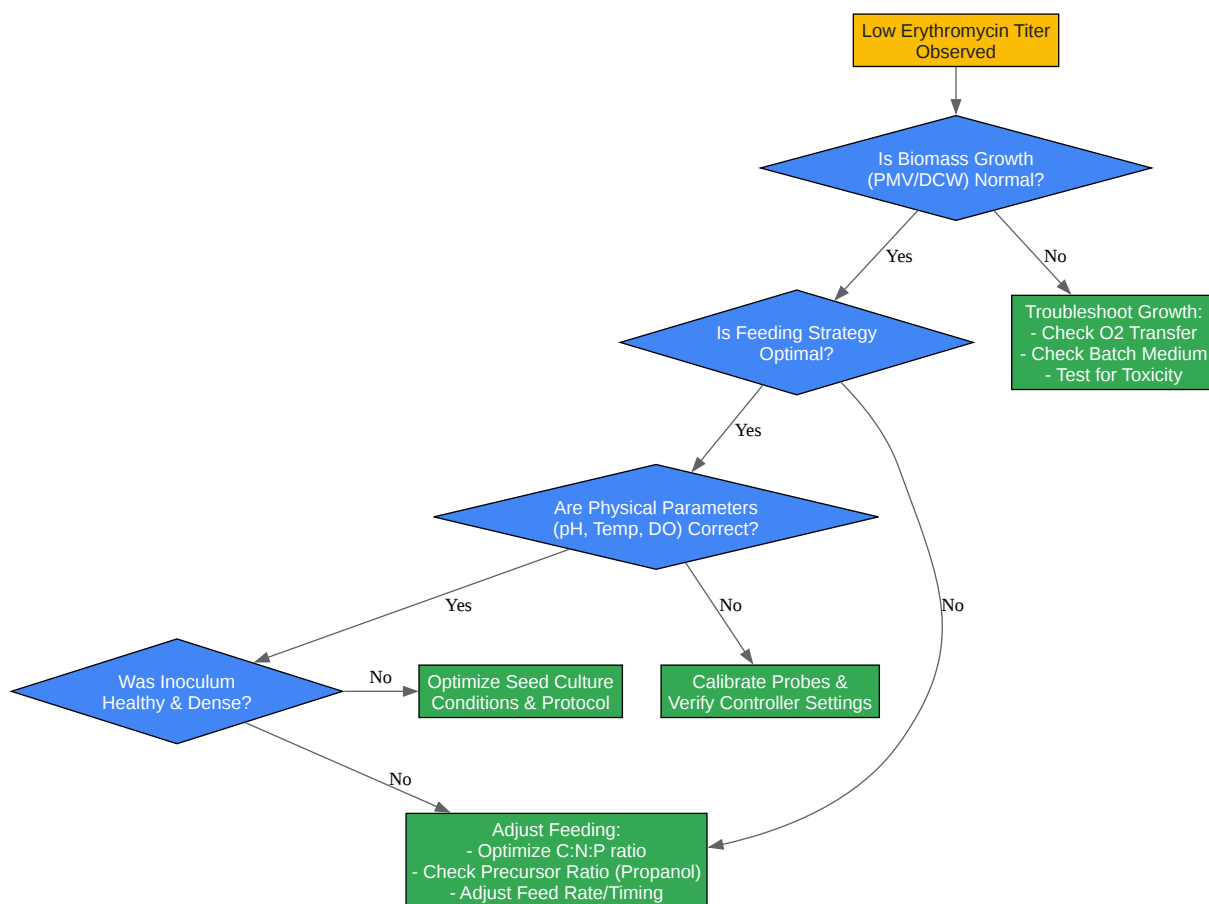 Low Erythromycin Titer
Observed
Is Biomass Growth
(PMV/DCW) Normal?
Yes
No
Is Feeding Strategy
Optimal?
Troubleshoot Growth:
- Check O2 Transfer
- Check Batch Medium
- Test for Toxicity
Yes
Are Physical Parameters
(pH, Temp, DO) Correct?
Yes
No
No
Was Inoculum
Healthy & Dense?
No
Optimize Seed Culture
Conditions & Protocol
Calibrate Probes &
Verify Controller Settings
No
Adjust Feeding:
- Optimize C:N:P ratio
- Check Precursor Ratio (Propanol)
- Adjust Feed Rate/Timing